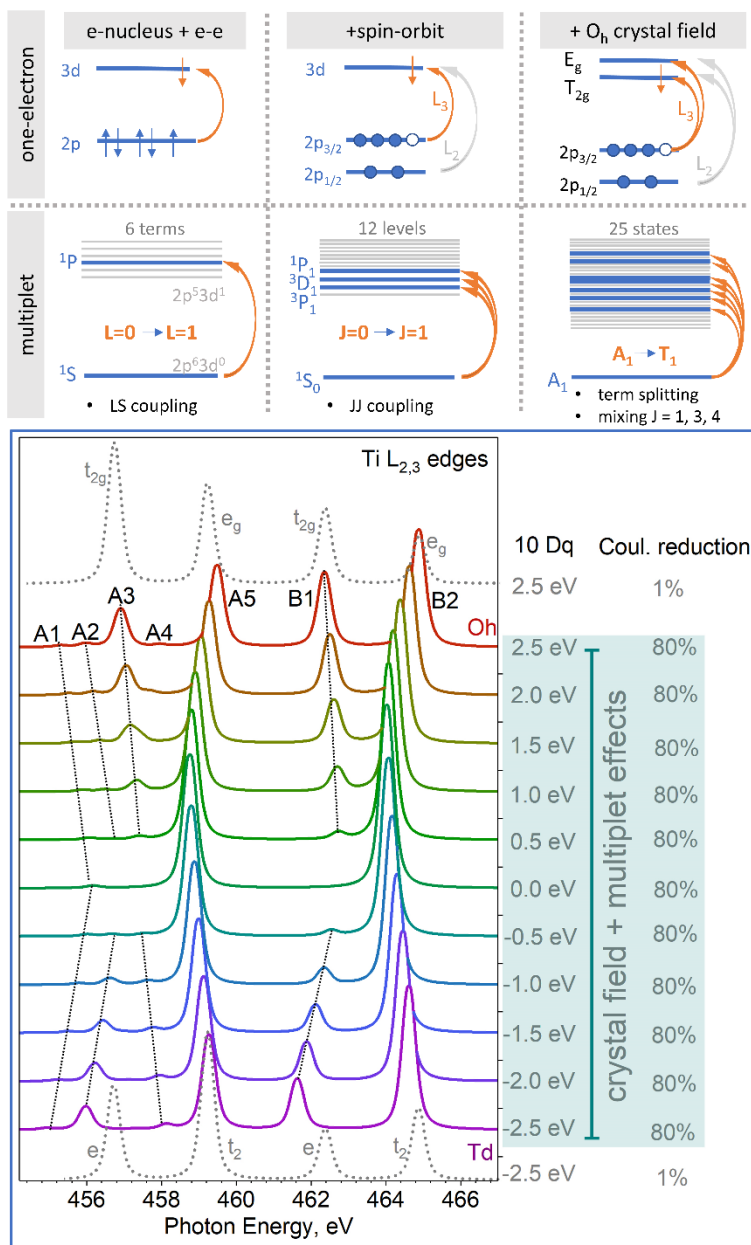 e-nucleus + e-e
+spin-orbit
+ Oₕ crystal field
one-electron
3d
2p
3d
L₃
L₂
2p₃/₂
2p₁/₂
E_g
T₂g
L₃
L₂
2p₃/₂
2p₁/₂
multiplet
6 terms
¹P
2p⁵3d¹
L=0 → L=1
2p⁶3d⁰
¹S
• LS coupling
12 levels
¹P₁
³D₁
³P₁
J=0 → J=1
¹S₀
• JJ coupling
25 states
A₁ → T₁
A₁
• term splitting
• mixing J = 1, 3, 4
Ti L₂,₃ edges
t₂g
e_g
t₂g
e_g
10 Dq
Coul. reduction
2.5 eV 1%
A1 A2 A3 A4 A5 B1 B2
Oh
2.5 eV 80%
2.0 eV 80%
1.5 eV 80%
1.0 eV 80%
0.5 eV 80%
0.0 eV 80%
-0.5 eV 80%
-1.0 eV 80%
-1.5 eV 80%
-2.0 eV 80%
-2.5 eV 80%
crystal field + multiplet effects
e t₂ e t₂
Td
-2.5 eV 1%
456 458 460 462 464 466
Photon Energy, eV